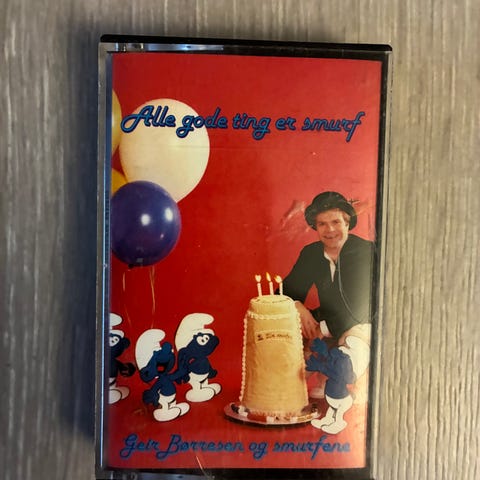 Alle gode ting er smurf
Geir Børresen og smurfene